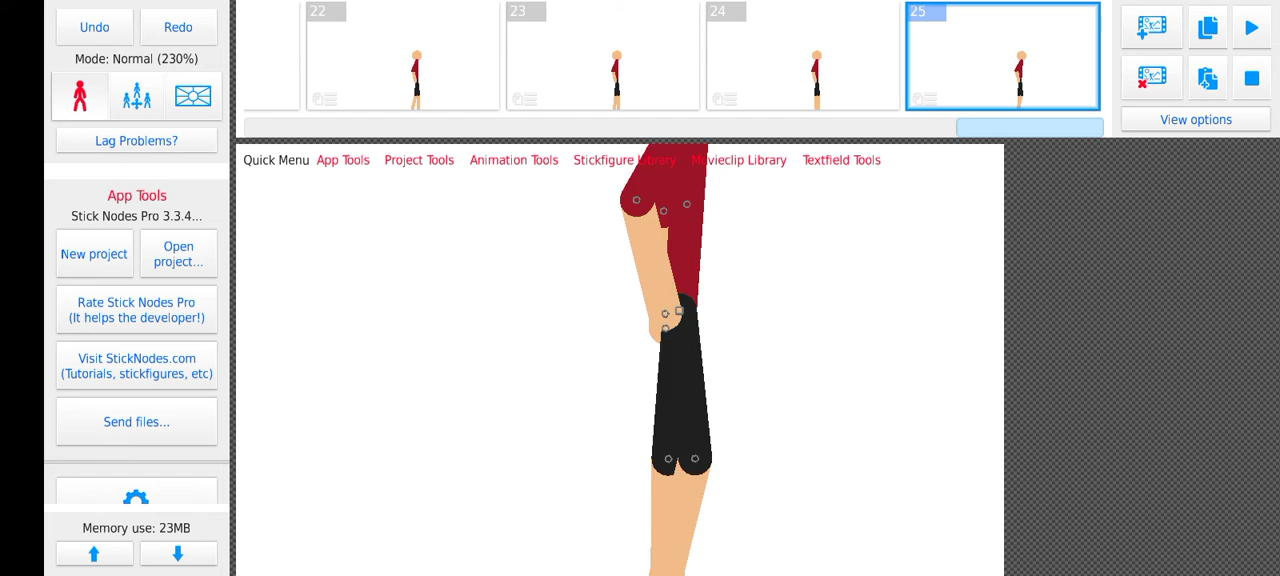 Undo Redo
Mode: Normal (230%)
Lag Problems?
App Tools
Stick Nodes Pro 3.3.4...
New project
Open project...
Rate Stick Nodes Pro
(It helps the developer!)
Visit StickNodes.com
(Tutorials, stickfigures, etc)
Send files...
Memory use: 23MB
22 23 24 25
View options
Quick Menu App Tools Project Tools Animation Tools Stickfigure Library Movieclip Library Textfield Tools